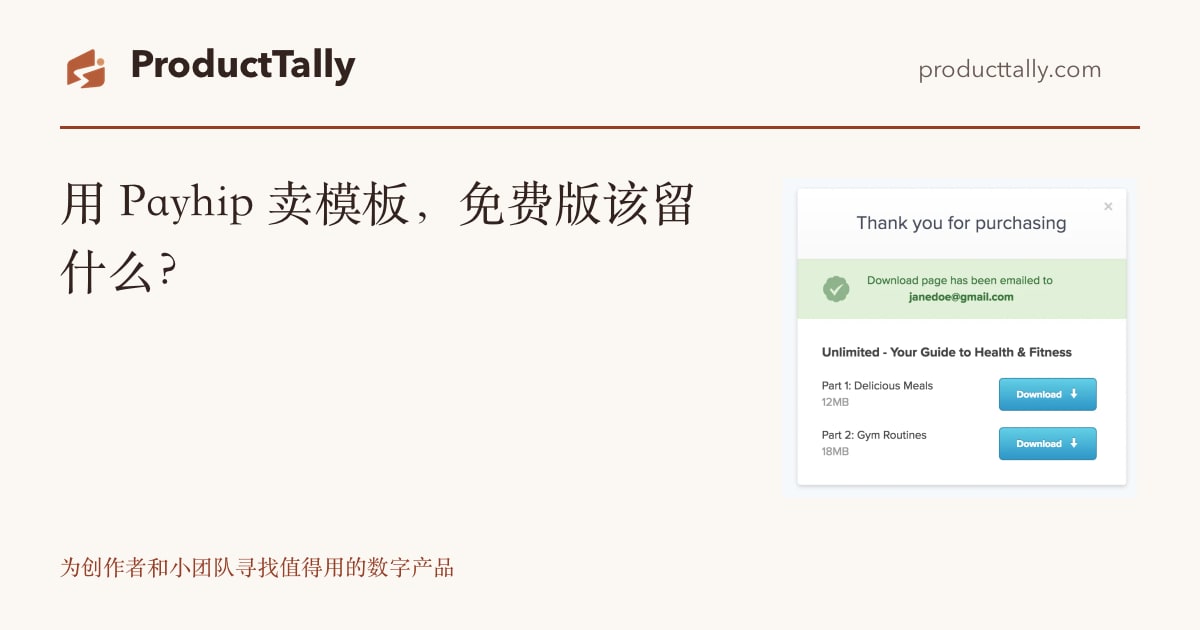 ProductTally
producttally.com
用 Payhip 卖模板，免费版该留
什么？
Thank you for purchasing
×
Download page has been emailed to
janedoe@gmail.com
Unlimited - Your Guide to Health & Fitness
Part 1: Delicious Meals
12MB
Download
Part 2: Gym Routines
18MB
Download
为创作者和小团队寻找值得用的数字产品